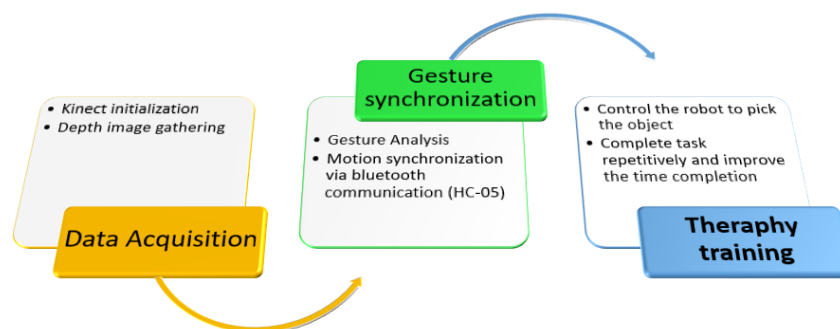 • Kinect initialization
• Depth image gathering
Data Acquisition
Gesture
synchronization
• Gesture Analysis
• Motion synchronization
via bluetooth
communication (HC-05)
• Control the robot to pick
the object
• Complete task
repetitively and improve
the time completion
Theraphy
training